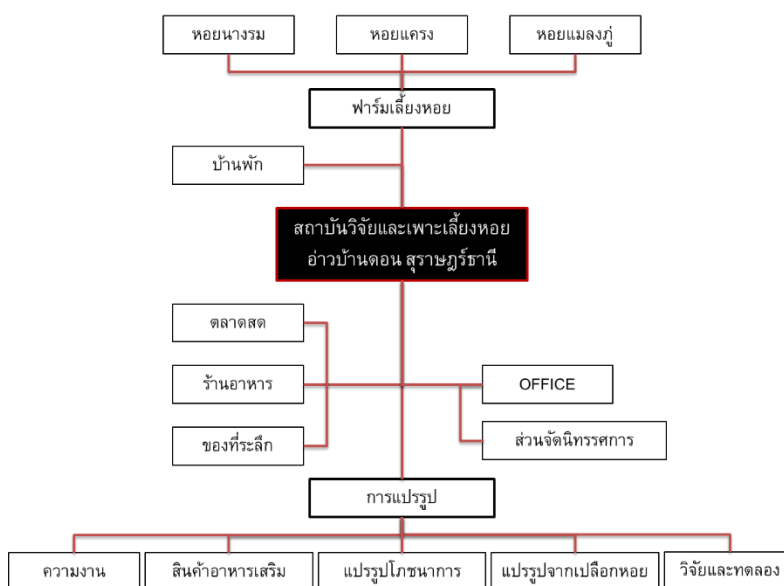 หอยนางรม
หอยแครง
หอยแมลงภู่
ฟาร์มเลี้ยงหอย
บ้านพัก
สถาบันวิจัยและเพาะเลี้ยงหอย
อ่าวบ้านดอน สุราษฎร์ธานี
ตลาดสด
ร้านอาหาร
OFFICE
ของที่ระลึก
ส่วนจัดนิทรรศการ
การแปรรูป
ความงาน
สินค้าอาหารเสริม
แปรรูปโภชนาการ
แปรรูปจากเปลือกหอย
วิจัยและทดลอง